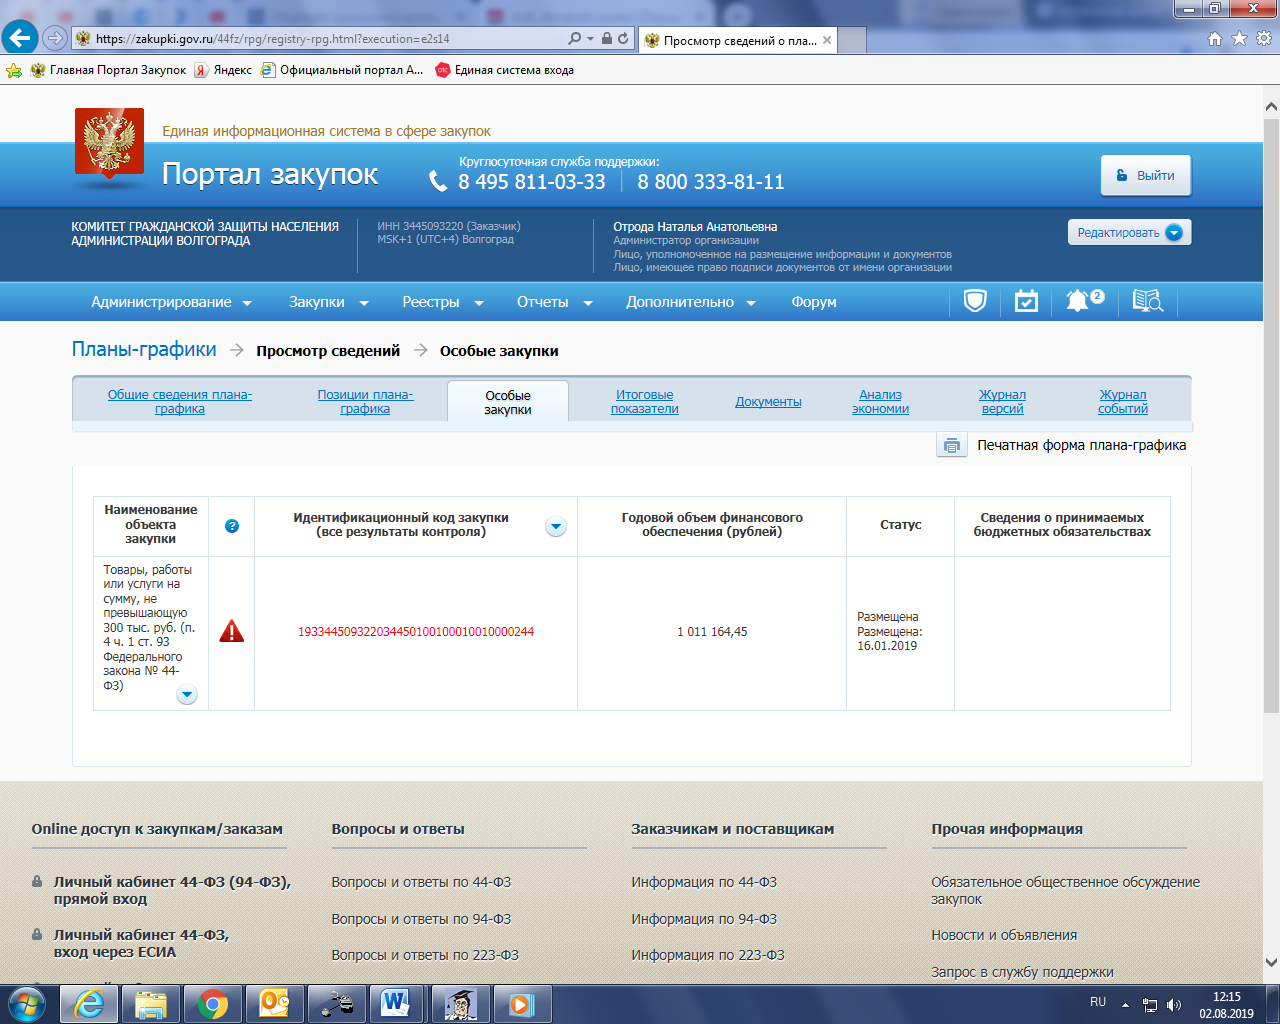 https://zakupki.gov.ru/44fz/rpg/registry-rpg.html?execution=e2s14
Просмотр сведений о пла...
Главная Портал Закупок
Яндекс
Официальный портал А...
Единая система входа
Единая информационная система в сфере закупок
Портал закупок
Круглосуточная служба поддержки:
8 495 811-03-33
8 800 333-81-11
Выйти
КОМИТЕТ ГРАЖДАНСКОЙ ЗАЩИТЫ НАСЕЛЕНИЯ
АДМИНИСТРАЦИИ ВОЛГОГРАДА
ИНН 3445093220 (Заказчик)
MSK+1 (UTC+4) Волгоград
Отрода Наталья Анатольевна
Администратор организации
Лицо, уполномоченное на размещение информации и документов
Лицо, имеющее право подписи документов от имени организации
Редактировать
Администрирование
Закупки
Реестры
Отчеты
Дополнительно
Форум
2
Планы-графики
Просмотр сведений
Особые закупки
Общие сведения плана-
графика
Позиции плана-
графика
Особые
закупки
Итоговые
показатели
Документы
Анализ
экономии
Журнал
версий
Журнал
событий
Печатная форма плана-графика
Наименование
объекта
закупки
?
Идентификационный код закупки
(все результаты контроля)
Годовой объем финансового
обеспечения (рублей)
Статус
Сведения о принимаемых
бюджетных обязательствах
Товары, работы
или услуги на
сумму, не
превышающую
300 тыс. руб. (п.
4 ч. 1 ст. 93
Федерального
закона № 44-
ФЗ)
193344509322034450100100010010000244
1 011 164,45
Размещена
Размещена:
16.01.2019
Online доступ к закупкам/заказам
Личный кабинет 44-ФЗ (94-ФЗ),
прямой вход
Личный кабинет 44-ФЗ,
вход через ЕСИА
Вопросы и ответы
Вопросы и ответы по 44-ФЗ
Вопросы и ответы по 94-ФЗ
Вопросы и ответы по 223-ФЗ
Заказчикам и поставщикам
Информация по 44-ФЗ
Информация по 94-ФЗ
Информация по 223-ФЗ
Прочая информация
Обязательное общественное обсуждение
закупок
Новости и объявления
Запрос в службу поддержки
RU
12:15
02.08.2019